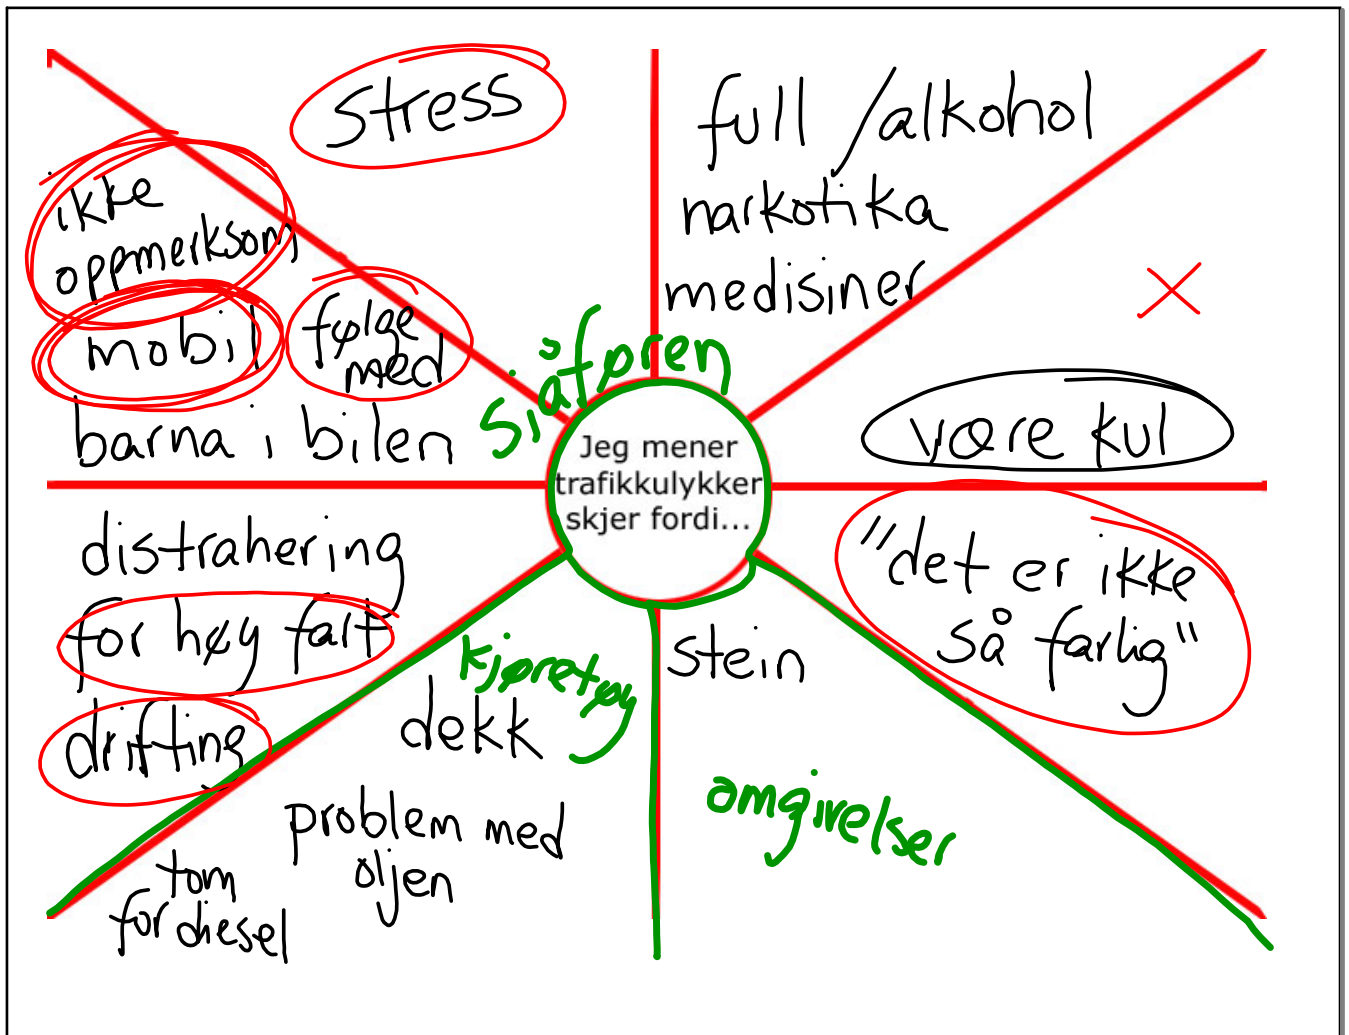 stress
full / alkohol
narkotika
medisiner
ikke
oppmerksom
mobil
følge
med
barna i bilen
sjåføren
være kul
Jeg mener
trafikkulykker
skjer fordi...
distrahering
for høy fart
drifting
"det er ikke
så farlig"
kjøretøy
dekk
problem med
oljen
tom
for diesel
stein
omgivelser